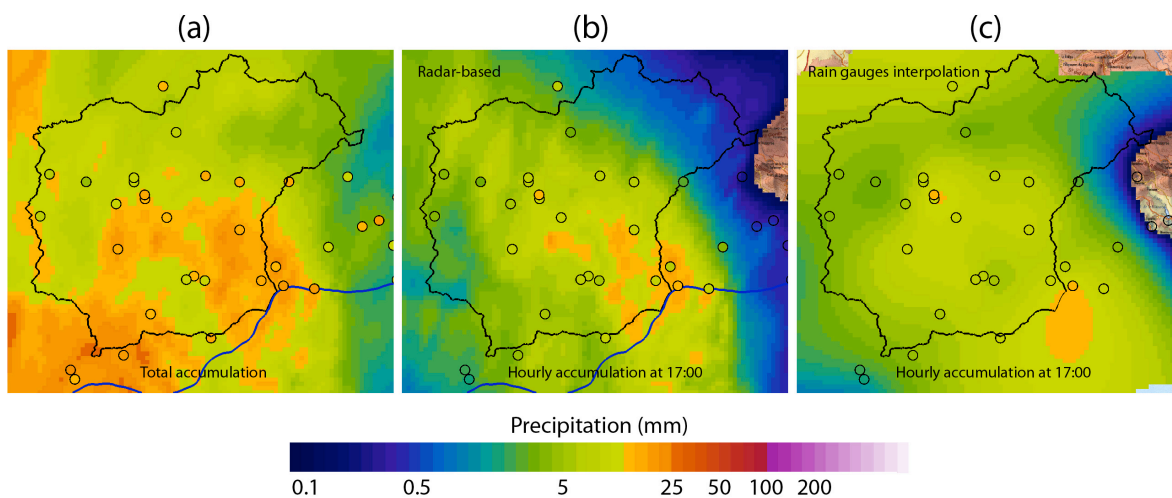 (a) (b) (c)
Radar-based
Rain gauges interpolation
Total accumulation
Hourly accumulation at 17:00
Hourly accumulation at 17:00
Precipitation (mm)
0.1 0.5 5 25 50 100 200